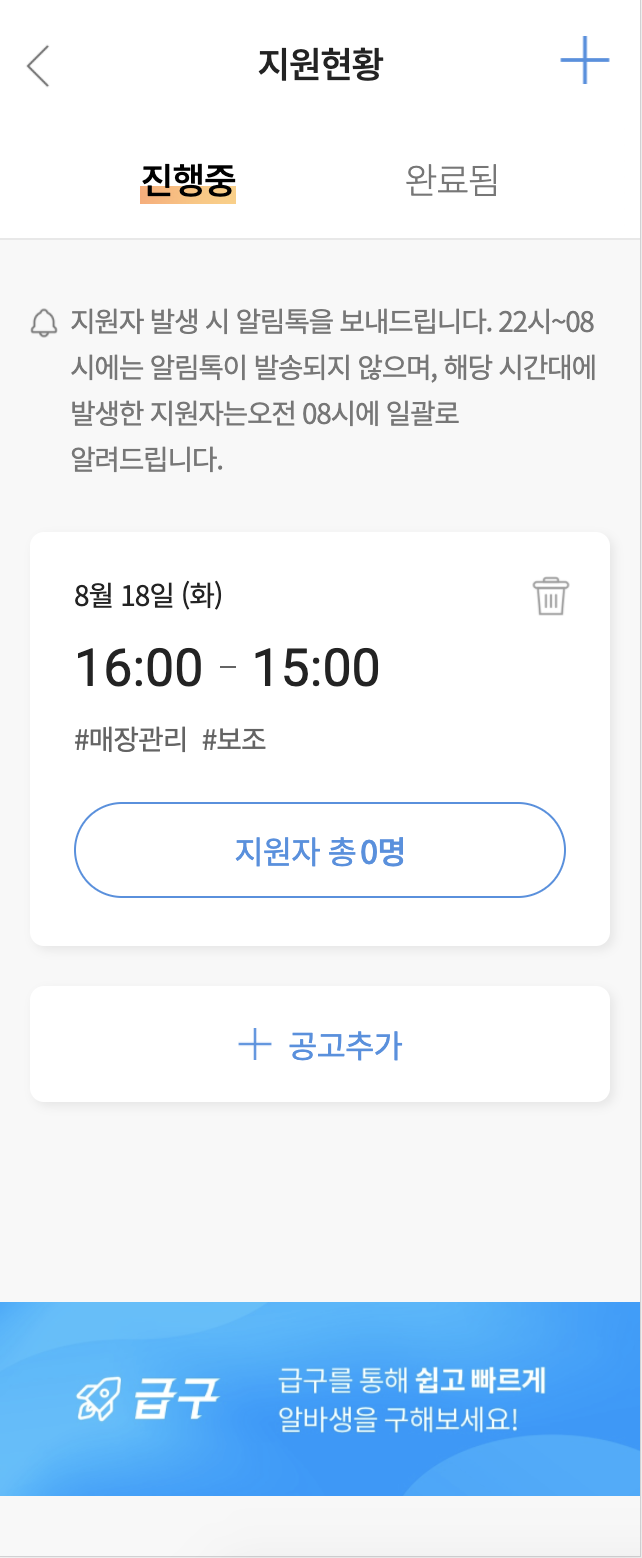 지원현황
진행중
완료됨
지원자 발생 시 알림톡을 보내드립니다. 22시~08
시에는 알림톡이 발송되지 않으며, 해당 시간대에
발생한 지원자는오전 08시에 일괄로
알려드립니다.
8월 18일 (화)
16:00 – 15:00
#매장관리 #보조
지원자 총 0명
공고추가
급구
급구를 통해 쉽고 빠르게
알바생을 구해보세요!